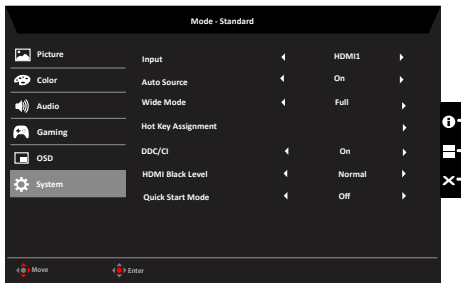 Mode - Standard
Picture
Color
Audio
Gaming
OSD
System
Input HDMI1
Auto Source On
Wide Mode Full
Hot Key Assignment
DDC/CI On
HDMI Black Level Normal
Quick Start Mode Off
Move Enter